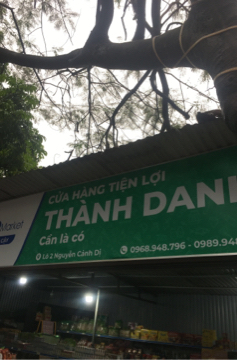 Market
CỬA HÀNG TIỆN LỢI
THÀNH DANH
Cần là có
Lô 2 Nguyễn Cảnh Dị
0968.948.796 - 0989.94